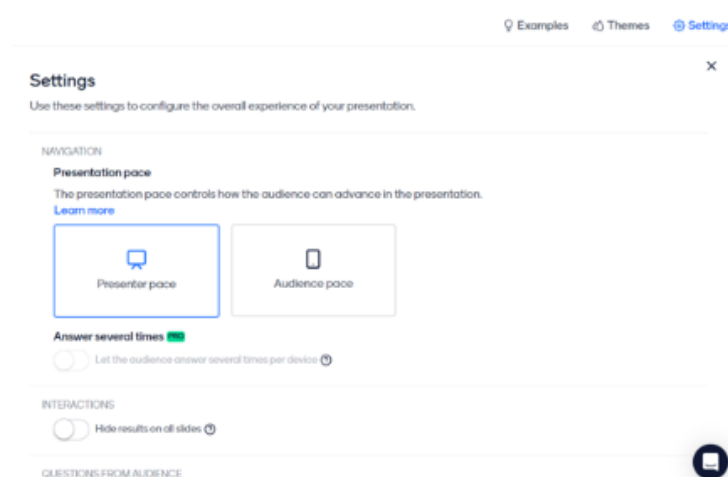 Examples Themes Settings
Settings
Use these settings to configure the overall experience of your presentation.
NAVIGATION
Presentation pace
The presentation pace controls how the audience can advance in the presentation.
Learn more
Presenter pace Audience pace
Answer several times PRO
Let the audience answer several times per device
INTERACTIONS
Hide results on all slides
QUESTIONS FROM AUDIENCE